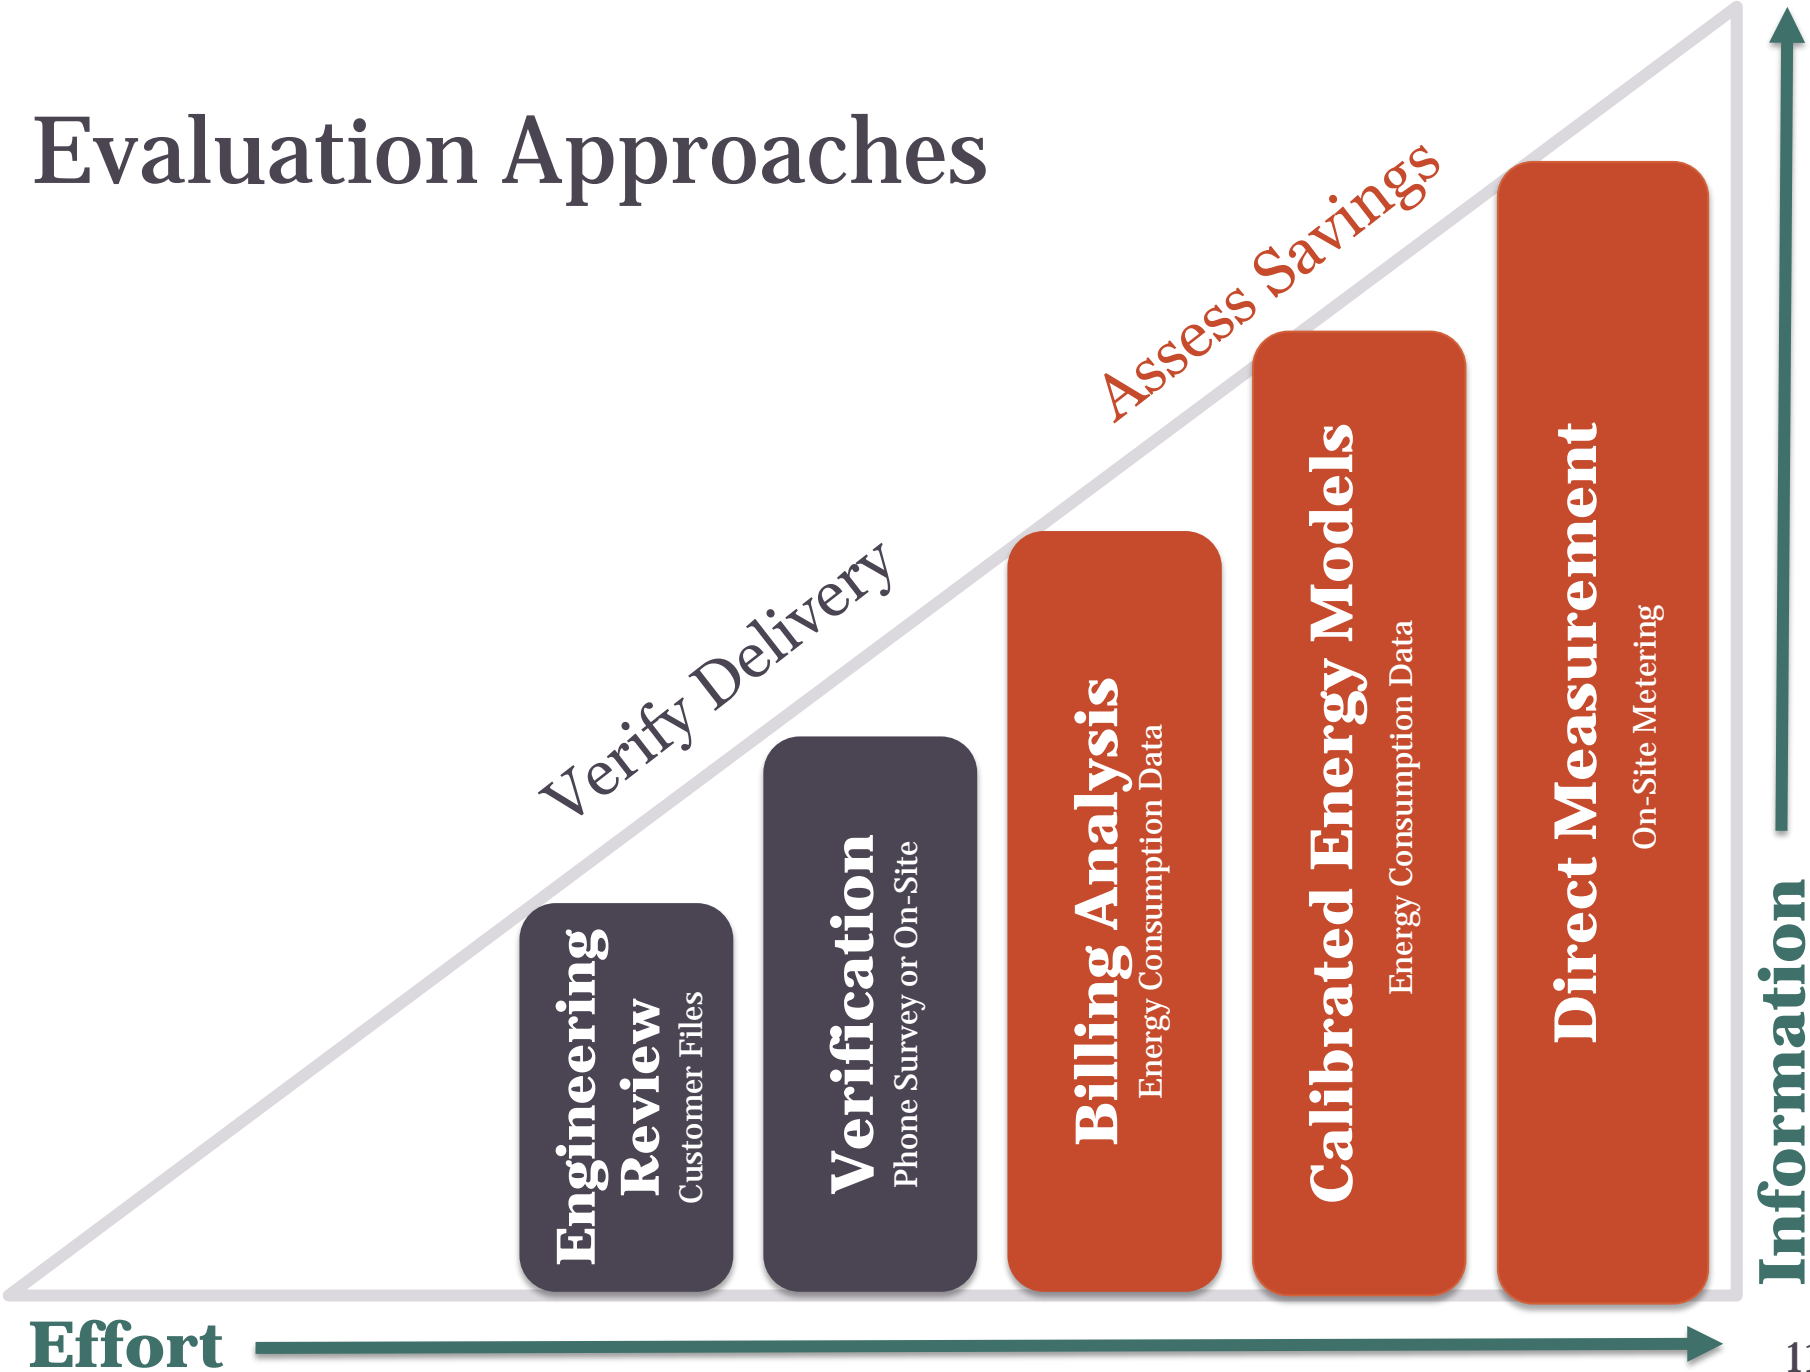 Evaluation Approaches
Assess Savings
Verify Delivery
Engineering
Review
Customer Files
Verification
Phone Survey or On-Site
Billing Analysis
Energy Consumption Data
Calibrated Energy Models
Energy Consumption Data
Direct Measurement
On-Site Metering
Information
Effort